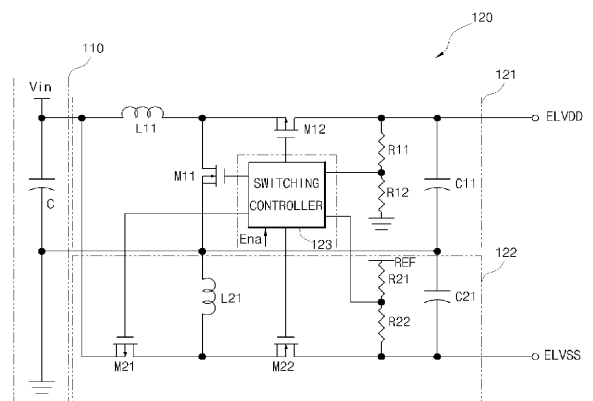 120
110
121
Vin
L11
M12
ELVDD
R11
M11
SWITCHING
CONTROLLER
R12
C11
C
Ena
123
122
REF
R21
L21
C21
R22
M21
M22
ELVSS